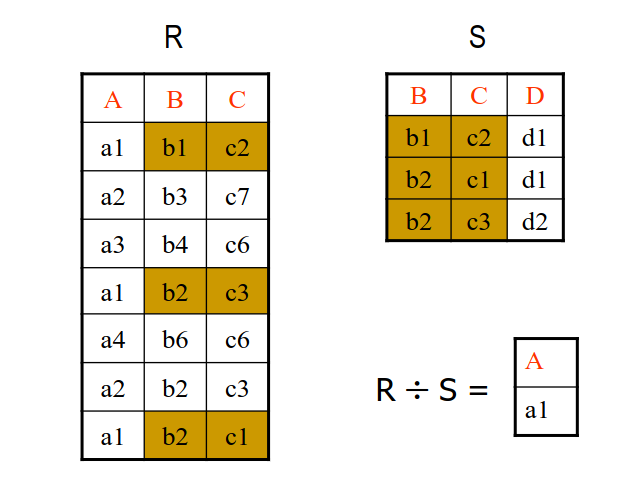 R
A B C
a1 b1 c2
a2 b3 c7
a3 b4 c6
a1 b2 c3
a4 b6 c6
a2 b2 c3
a1 b2 c1
S
B C D
b1 c2 d1
b2 c1 d1
b2 c3 d2
R ÷ S =
A
a1